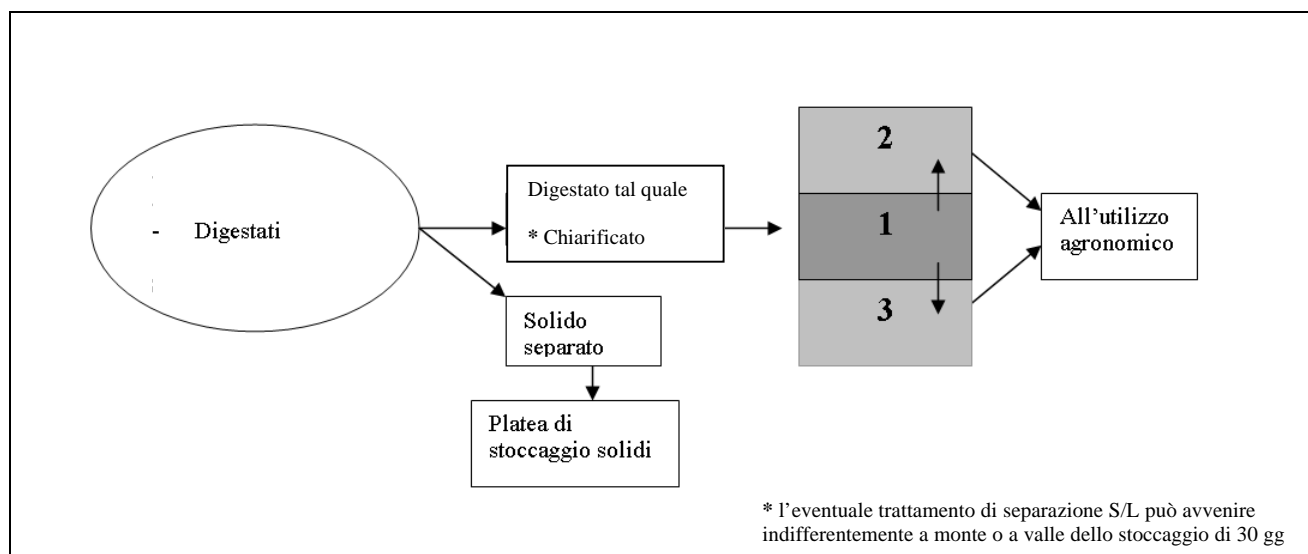 - Digestati
Digestato tal quale
* Chiarificato
Solido
separato
Platea di
stoccaggio solidi
2
1
3
All'utilizzo
agronomico
* l'eventuale trattamento di separazione S/L può avvenire
indifferentemente a monte o a valle dello stoccaggio di 30 gg